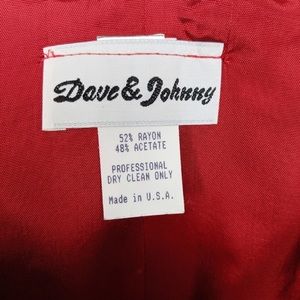 Dave & Johnny
52% RAYON
48% ACETATE
PROFESSIONAL
DRY CLEAN ONLY
Made in U.S.A.